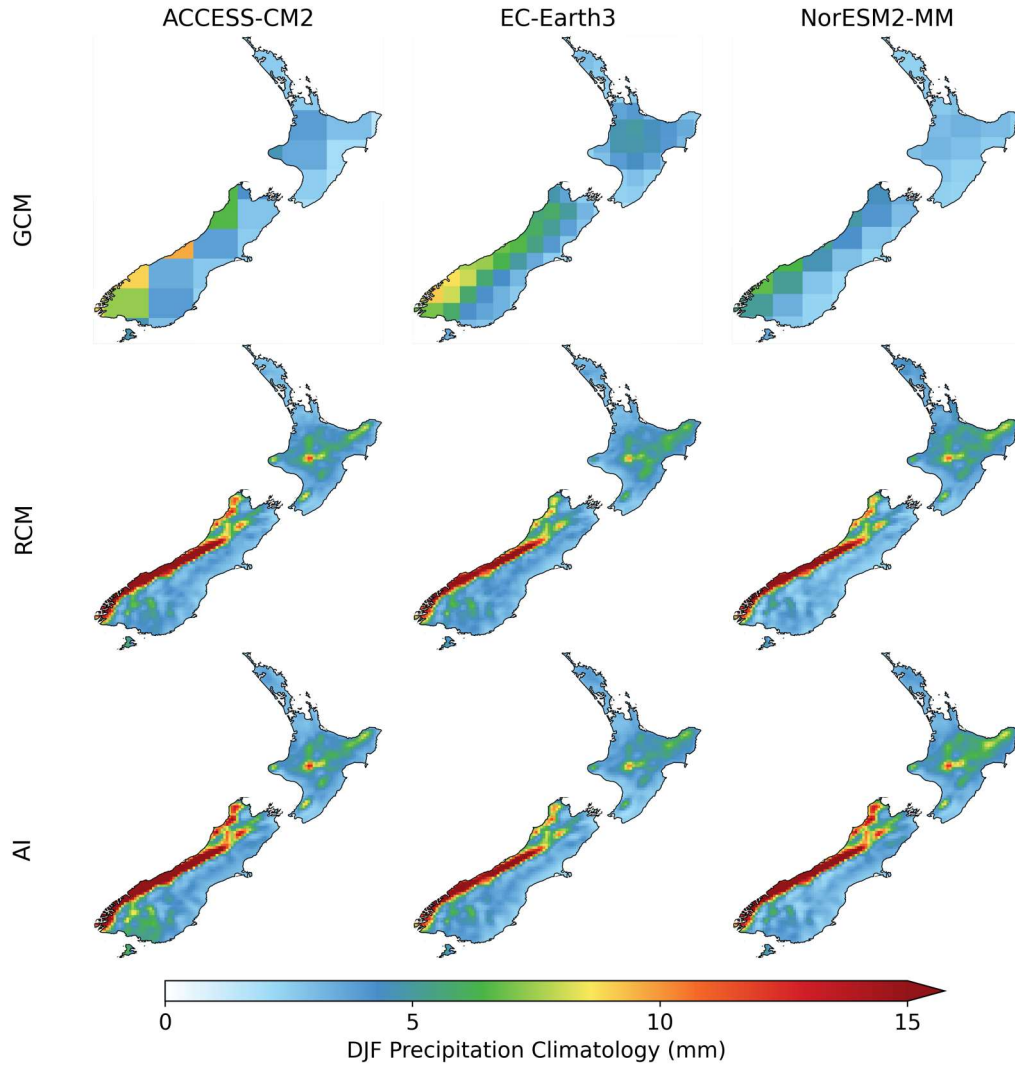 ACCESS-CM2 EC-Earth3 NorESM2-MM
GCM
RCM
AI
0 5 10 15
DJF Precipitation Climatology (mm)